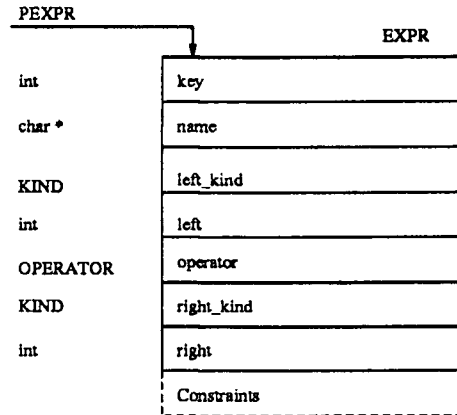 PEXPR
EXPR
int key
char * name
KIND left_kind
int left
OPERATOR operator
KIND right_kind
int right
Constraints